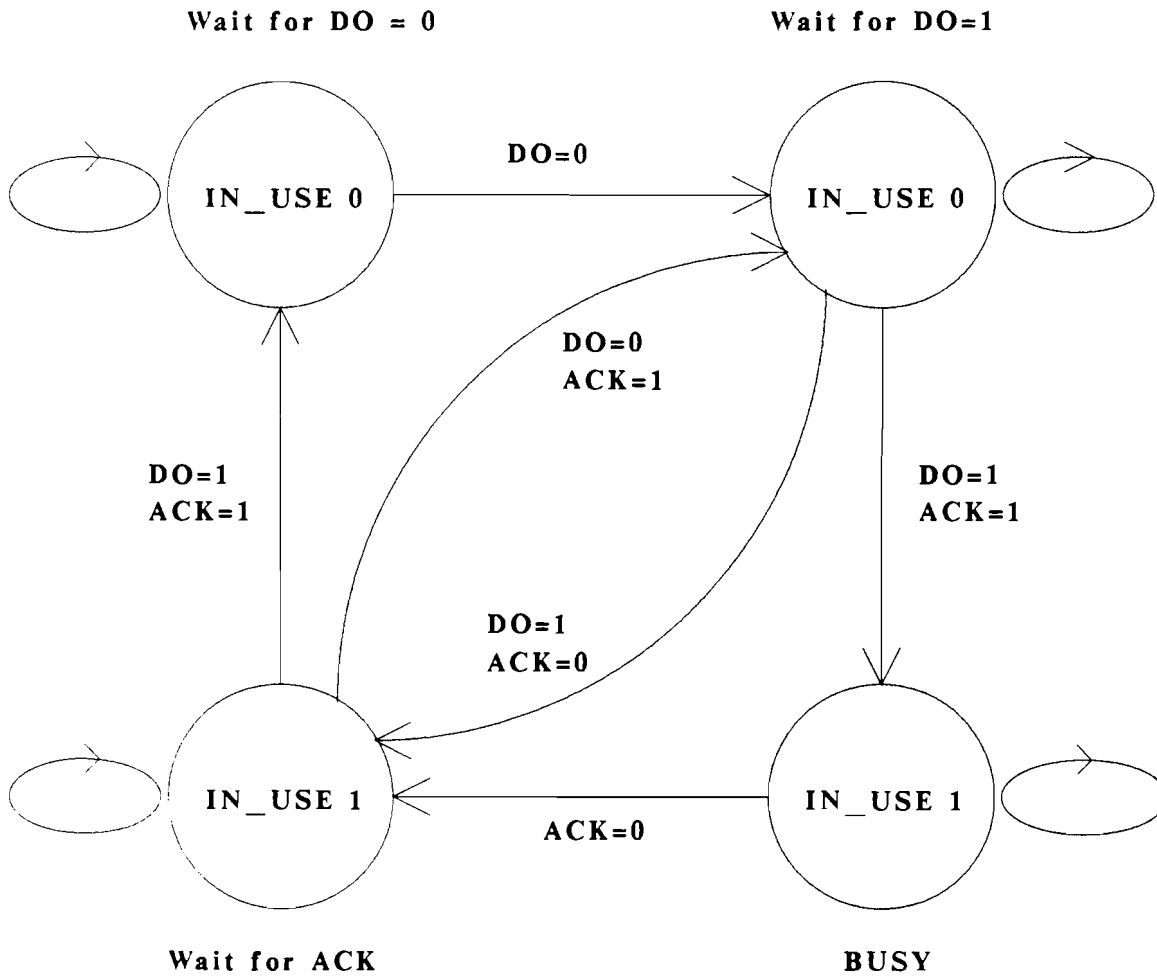 Wait for DO = 0
Wait for DO=1
DO=0
IN_USE 0
IN_USE 0
DO=0
ACK=1
DO=1
ACK=1
DO=1
ACK=1
DO=1
ACK=0
IN_USE 1
IN_USE 1
ACK=0
Wait for ACK
BUSY